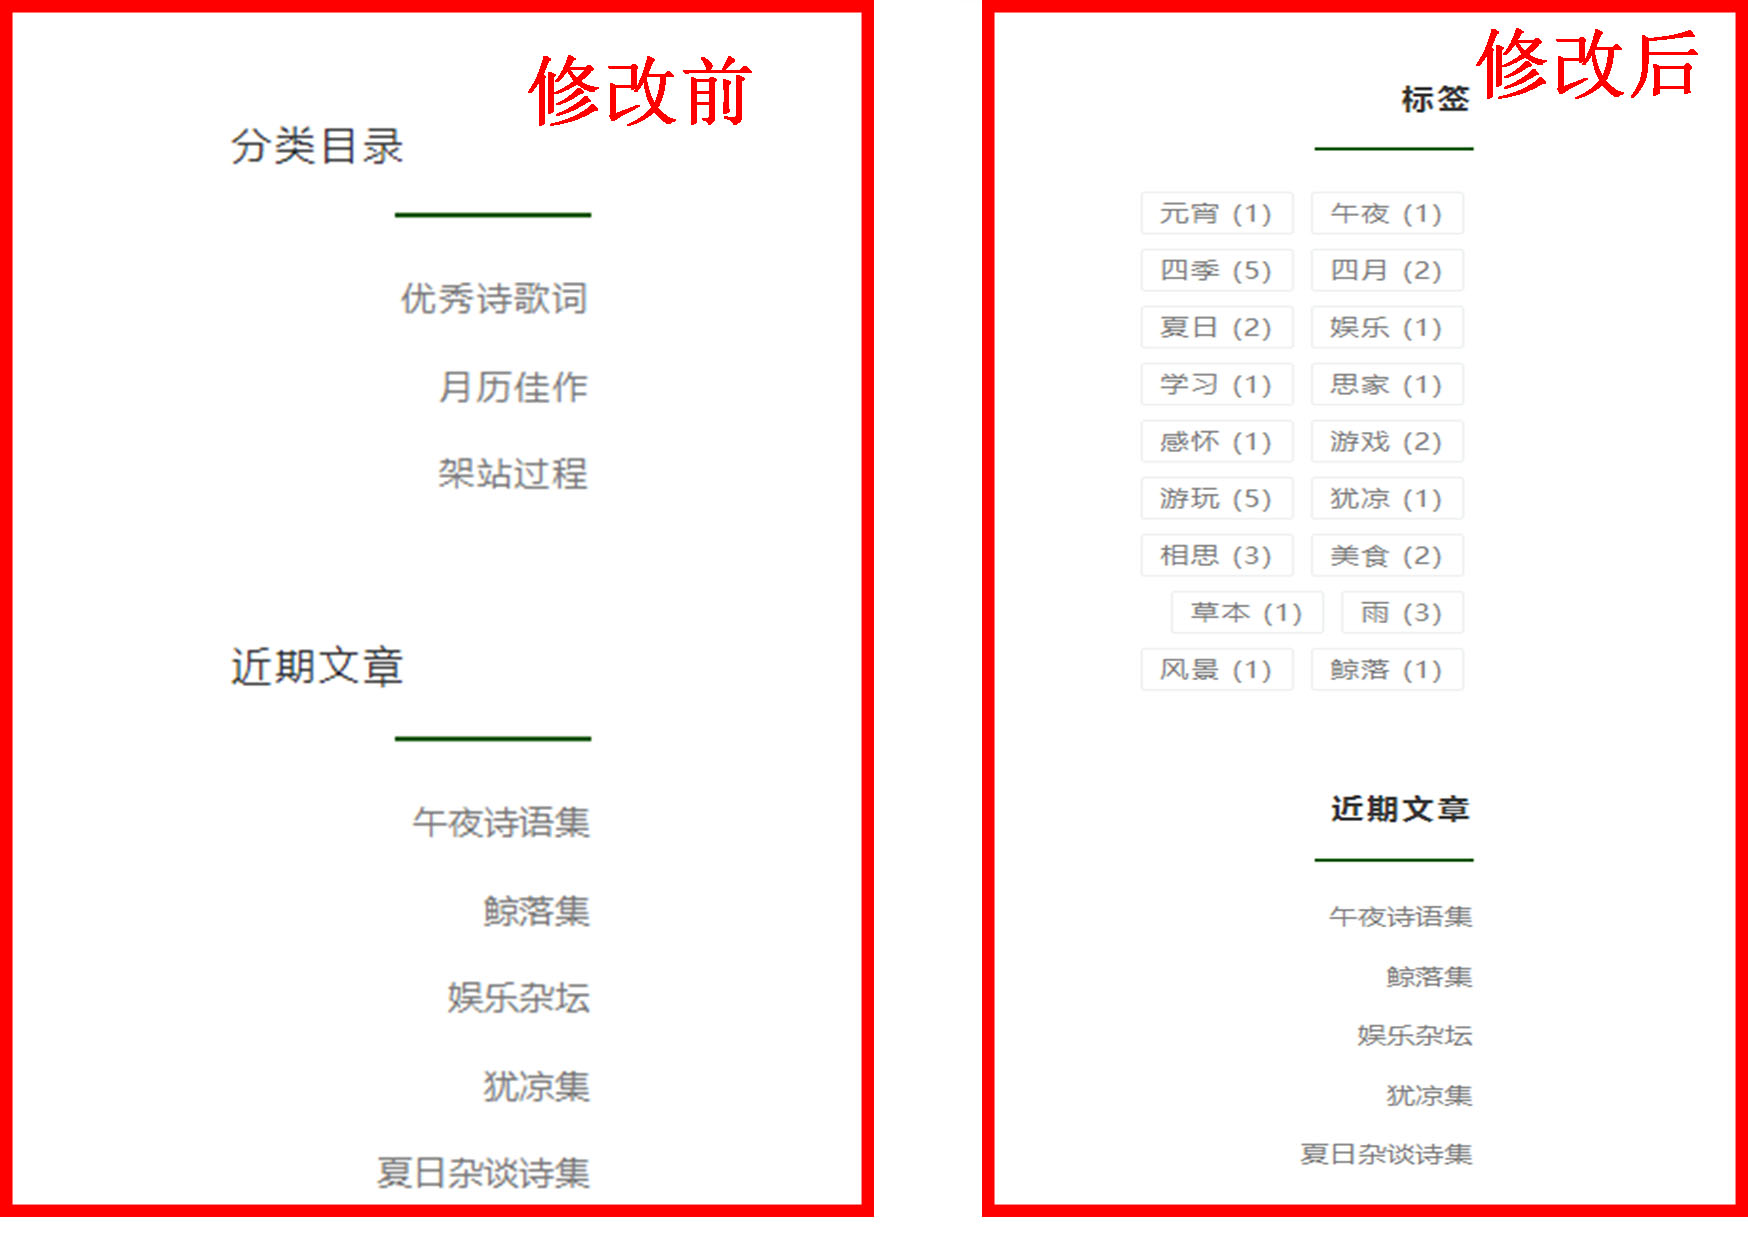 修改前
分类目录
优秀诗歌词
月历佳作
架站过程
近期文章
午夜诗语集
鲸落集
娱乐杂坛
犹凉集
夏日杂谈诗集
修改后
标签
元宵 (1) 午夜 (1)
四季 (5) 四月 (2)
夏日 (2) 娱乐 (1)
学习 (1) 思家 (1)
感怀 (1) 游戏 (2)
游玩 (5) 犹凉 (1)
相思 (3) 美食 (2)
草本 (1) 雨 (3)
风景 (1) 鲸落 (1)
近期文章
午夜诗语集
鲸落集
娱乐杂坛
犹凉集
夏日杂谈诗集